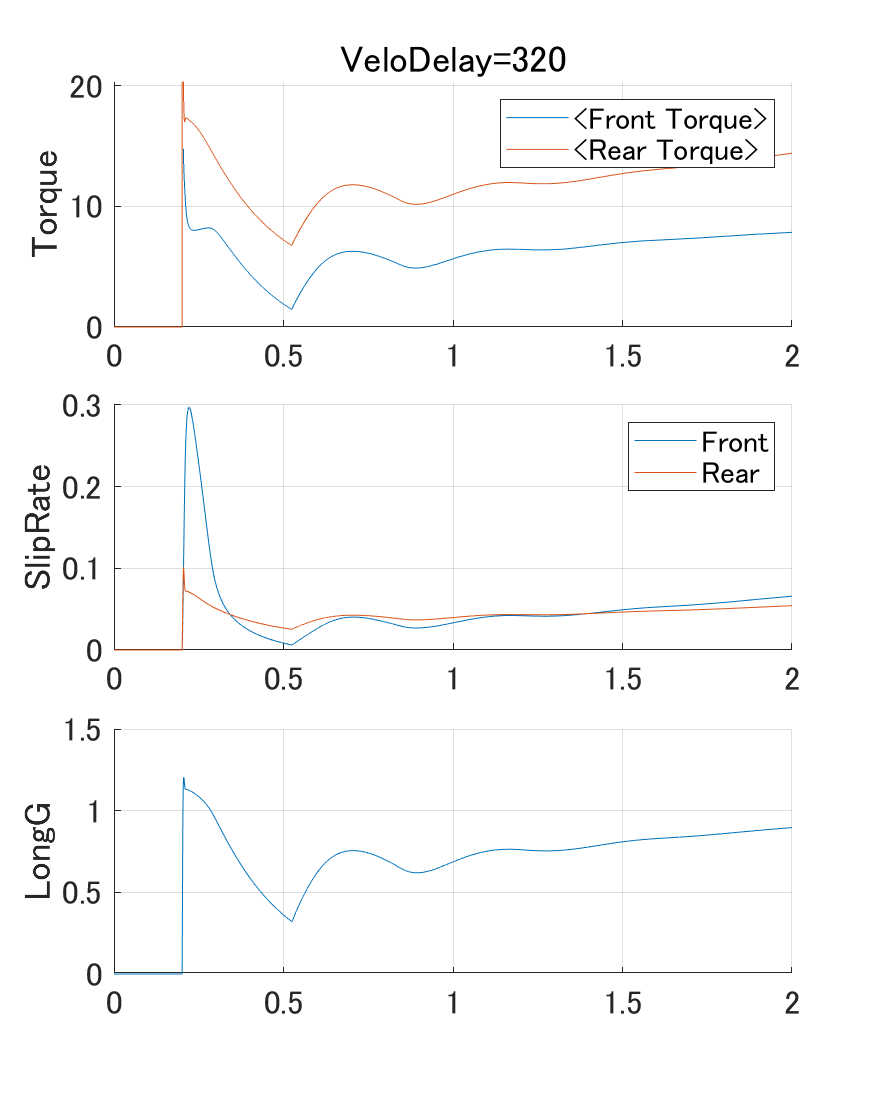 VeloDelay=320
Torque
20
10
0
<Front Torque>
<Rear Torque>
0 0.5 1 1.5 2
SlipRate
0.3
0.2
0.1
0
Front
Rear
0 0.5 1 1.5 2
LongG
1.5
1
0.5
0
0 0.5 1 1.5 2